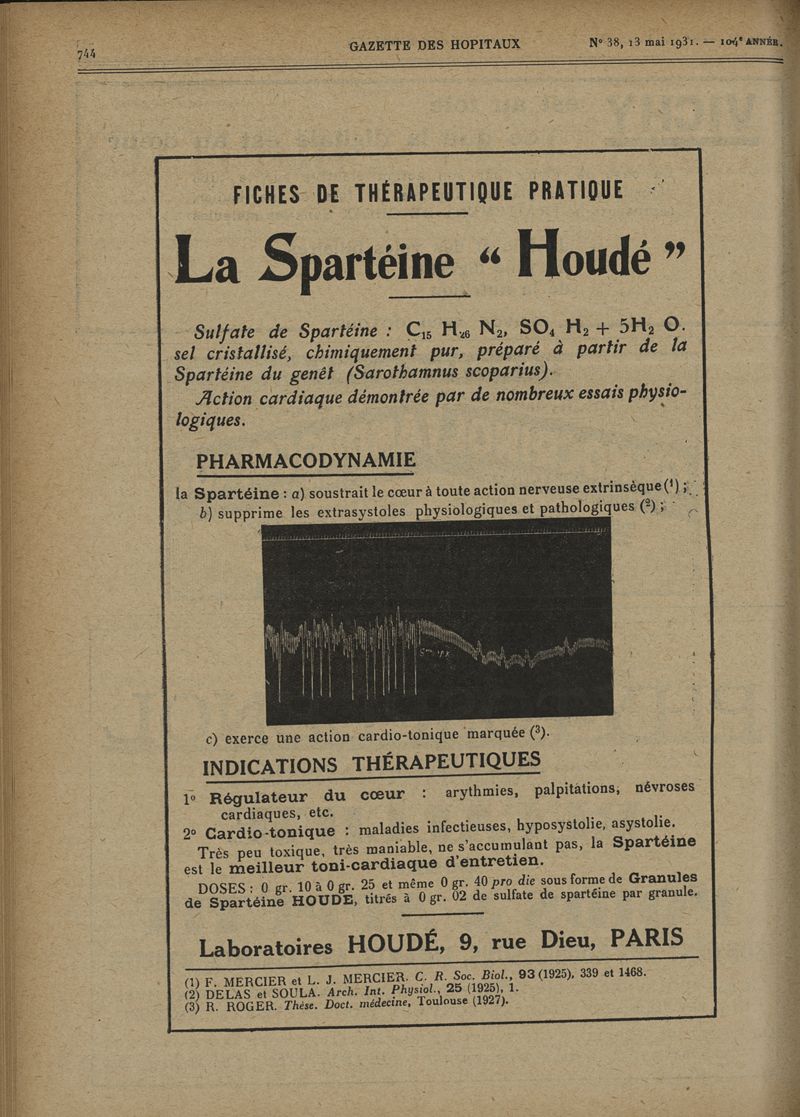 744
GAZETTE DES HOPITAUX
Nº 38, 13 mai 1931. — 104ᵉ ANNÉE.
FICHES DE THÉRAPEUTIQUE PRATIQUE
La Spartéine “ Houdé ”
Sulfate de Spartéine : C₁₅ H₂₆ N₂, SO₄ H₂ + 5H₂ O.
sel cristallisé, chimiquement pur, préparé à partir de la
Spartéine du genêt (Sarothamnus scoparius).
Action cardiaque démontrée par de nombreux essais physio-
logiques.
PHARMACODYNAMIE
la Spartéine : a) soustrait le cœur à toute action nerveuse extrinsèque (¹) ;
b) supprime les extrasystoles physiologiques et pathologiques (²) ;
c) exerce une action cardio-tonique marquée (³).
INDICATIONS THÉRAPEUTIQUES
1º Régulateur du cœur : arythmies, palpitations, névroses
cardiaques, etc.
2º Cardio-tonique : maladies infectieuses, hyposystolie, asystolie.
Très peu toxique, très maniable, ne s'accumulant pas, la Spartéine
est le meilleur toni-cardiaque d'entretien.
DOSES : 0 gr. 10 à 0 gr. 25 et même 0 gr. 40 pro die sous forme de Granules
de Spartéine HOUDÉ, titrés à 0 gr. 02 de sulfate de spartéine par granule.
Laboratoires HOUDÉ, 9, rue Dieu, PARIS
(1) F. MERCIER et L. J. MERCIER. C. R. Soc. Biol., 93 (1925), 339 et 1468.
(2) DELAS et SOULA. Arch. Int. Physiol., 25 (1925), 1.
(3) R. ROGER. Thèse. Doct. médecine, Toulouse (1927).